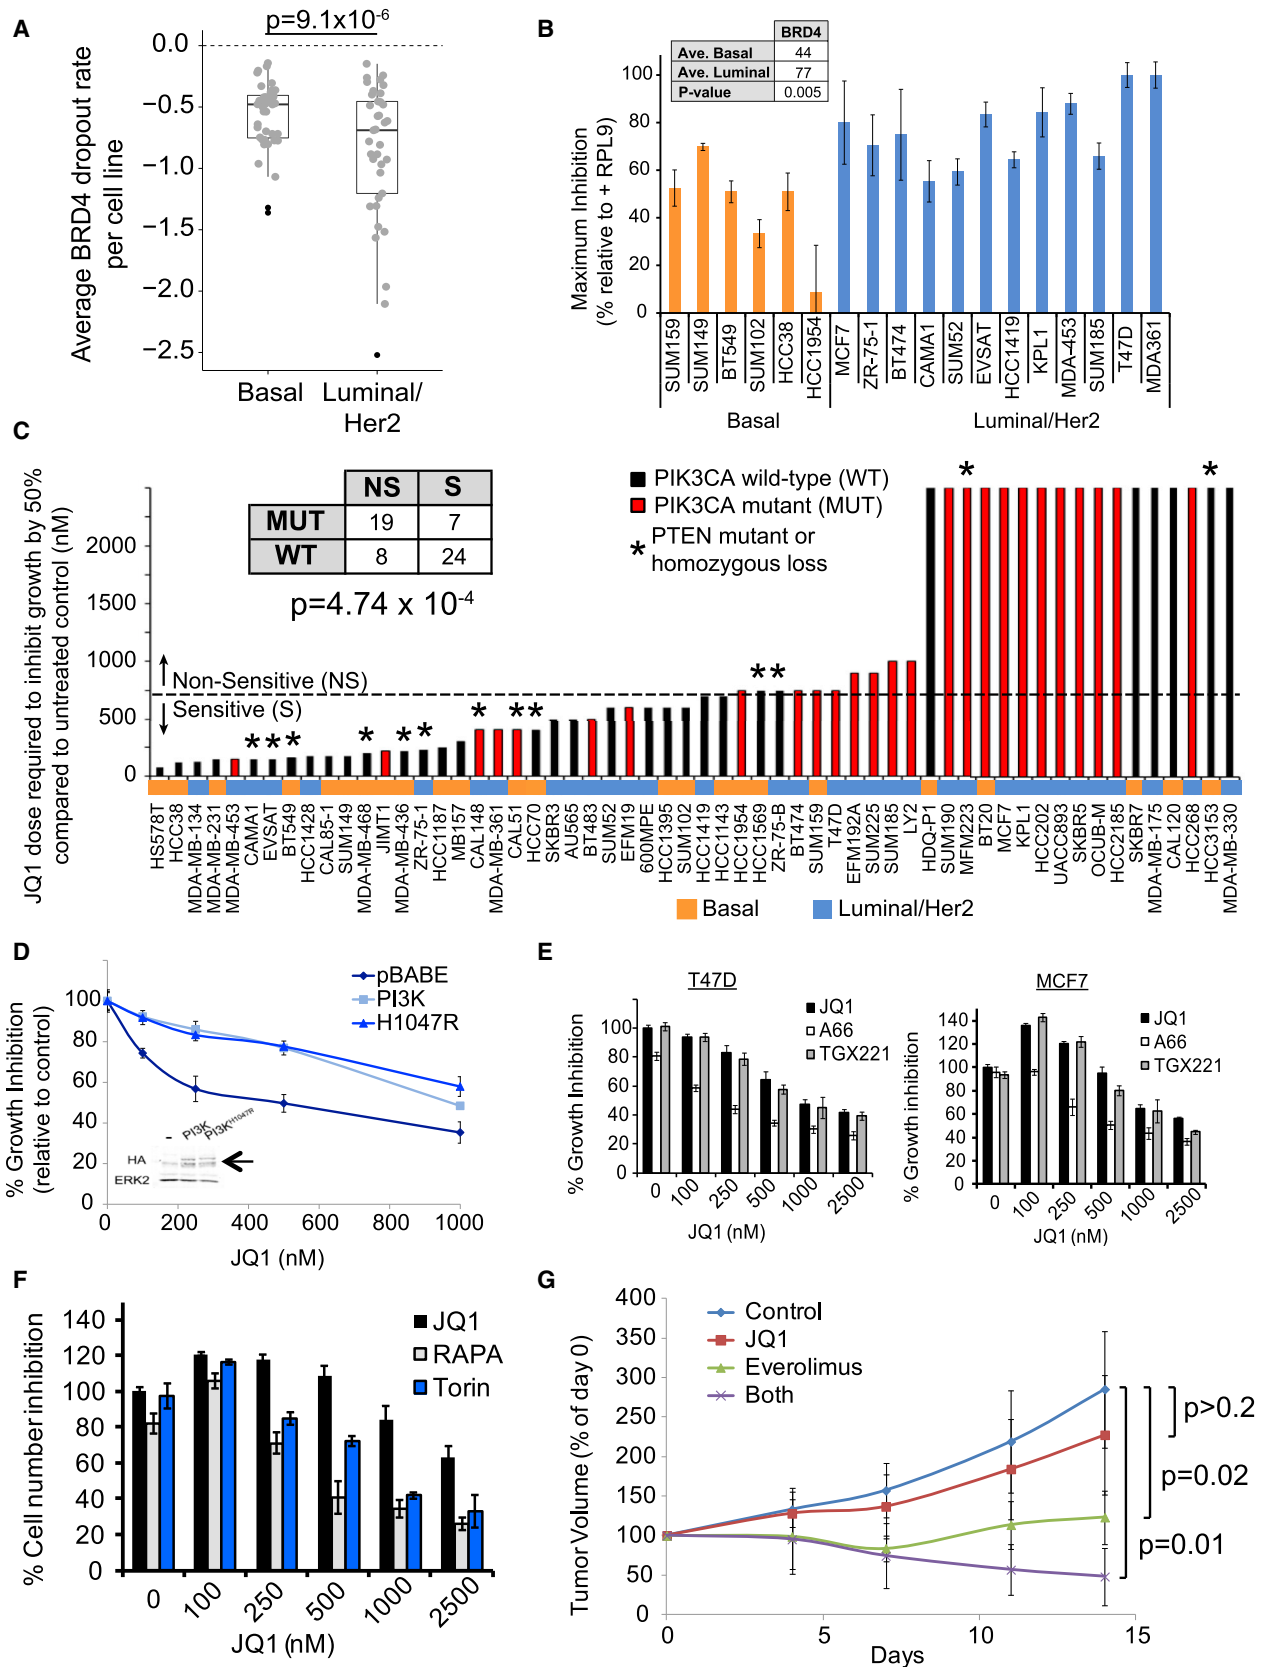 A
p=9.1x10-6
0.0
−0.5
−1.0
−1.5
−2.0
−2.5
Average BRD4 dropout rate
per cell line
Basal
Luminal/
Her2
B
BRD4
Ave. Basal 44
Ave. Luminal 77
P-value 0.005
Maximum Inhibition
(% relative to + RPL9)
100
80
60
40
20
0
SUM159 SUM149 BT549 SUM102 HCC38 HCC1954 MCF7 ZR-75-1 BT474 CAMA1 SUM52 EVSAT HCC1419 KPL1 MDA-453 SUM185 T47D MDA361
Basal
Luminal/Her2
C
JQ1 dose required to inhibit growth by 50%
compared to untreated control (nM)
2000
1500
1000
500
0
NS S
MUT 19 7
WT 8 24
p=4.74 x 10-4
PIK3CA wild-type (WT)
PIK3CA mutant (MUT)
* PTEN mutant or
homozygous loss
Non-Sensitive (NS)
Sensitive (S)
* * * * * * * * * * * * *
HS578T HCC38 MDA-MB-134 MDA-MB-231 MDA-MB-453 CAMA1 EVSAT BT549 HCC1428 CAL85-1 SUM149 MDA-MB-468 JIMT1 MDA-MB-436 ZR-75-1 HCC1187 MB157 CAL148 MDA-MB-361 CAL51 HCC70 SKBR3 AU565 BT483 SUM52 EFM19 600MPE HCC1395 SUM102 HCC1419 HCC1143 HCC1954 HCC1569 ZR-75-B BT474 SUM159 T47D EFM192A SUM225 SUM185 LY2 HDQ-P1 SUM190 MFM223 BT20 MCF7 KPL1 HCC202 UACC893 SKBR5 OCUB-M HCC2185 SKBR7 MDA-MB-175 CAL120 HCC268 HCC3153 MDA-MB-330
Basal
Luminal/Her2
D
% Growth Inhibition
(relative to control)
100
80
60
40
20
0
pBABE
PI3K
H1047R
– PI3K PI3KH1047R
HA
ERK2
0 200 400 600 800 1000
JQ1 (nM)
E
T47D
% Growth Inhibition
100
80
60
40
20
0
JQ1
A66
TGX221
0 100 250 500 1000 2500
JQ1 (nM)
MCF7
% Growth inhibition
140
120
100
80
60
40
20
0
JQ1
A66
TGX221
0 100 250 500 1000 2500
JQ1 (nM)
F
% Cell number inhibition
140
120
100
80
60
40
20
0
JQ1
RAPA
Torin
0 100 250 500 1000 2500
JQ1 (nM)
G
Tumor Volume (% of day 0)
400
350
300
250
200
150
100
50
0
Control
JQ1
Everolimus
Both
p>0.2
p=0.02
p=0.01
0 5 10 15
Days